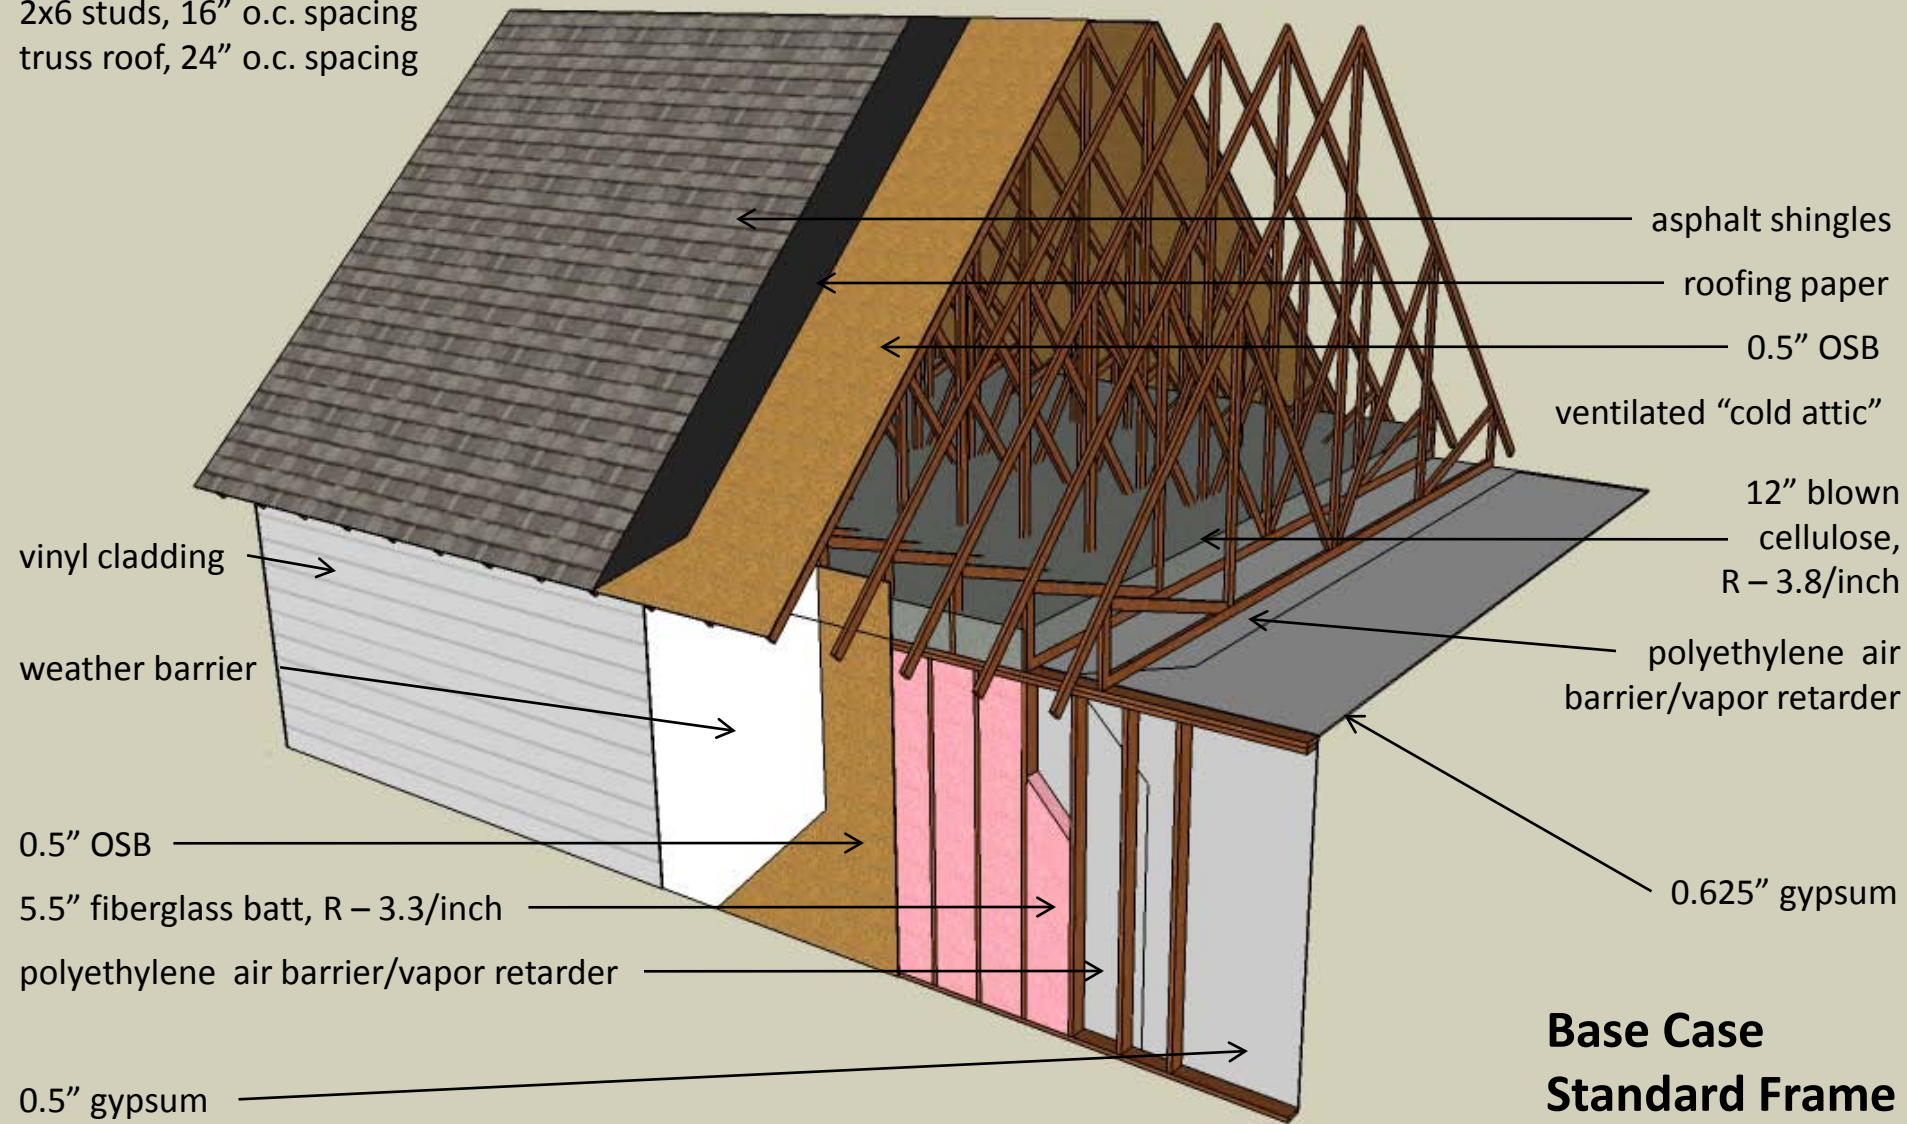 2x6 studs, 16” o.c. spacing
truss roof, 24” o.c. spacing
asphalt shingles
roofing paper
0.5” OSB
ventilated “cold attic”
12” blown
cellulose,
R – 3.8/inch
polyethylene air
barrier/vapor retarder
0.625” gypsum
vinyl cladding
weather barrier
0.5” OSB
5.5” fiberglass batt, R – 3.3/inch
polyethylene air barrier/vapor retarder
0.5” gypsum
Base Case
Standard Frame